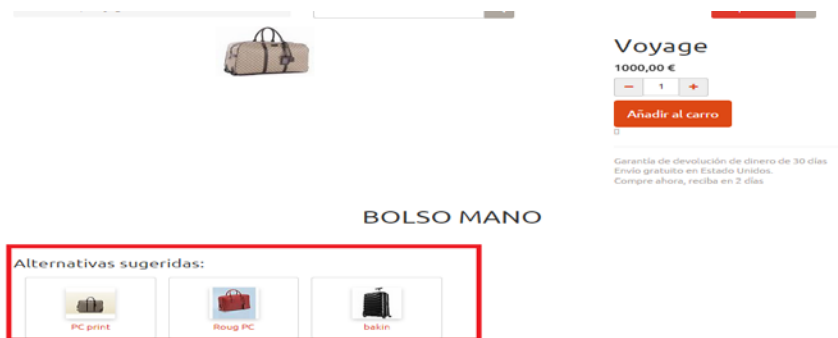 Voyage
1000,00 €
− 1 +
Añadir al carro
Garantía de devolución de dinero de 30 días
Envío gratuito en Estado Unidos.
Compre ahora, reciba en 2 días
BOLSO MANO
Alternativas sugeridas:
PC print
Roug PC
bakin